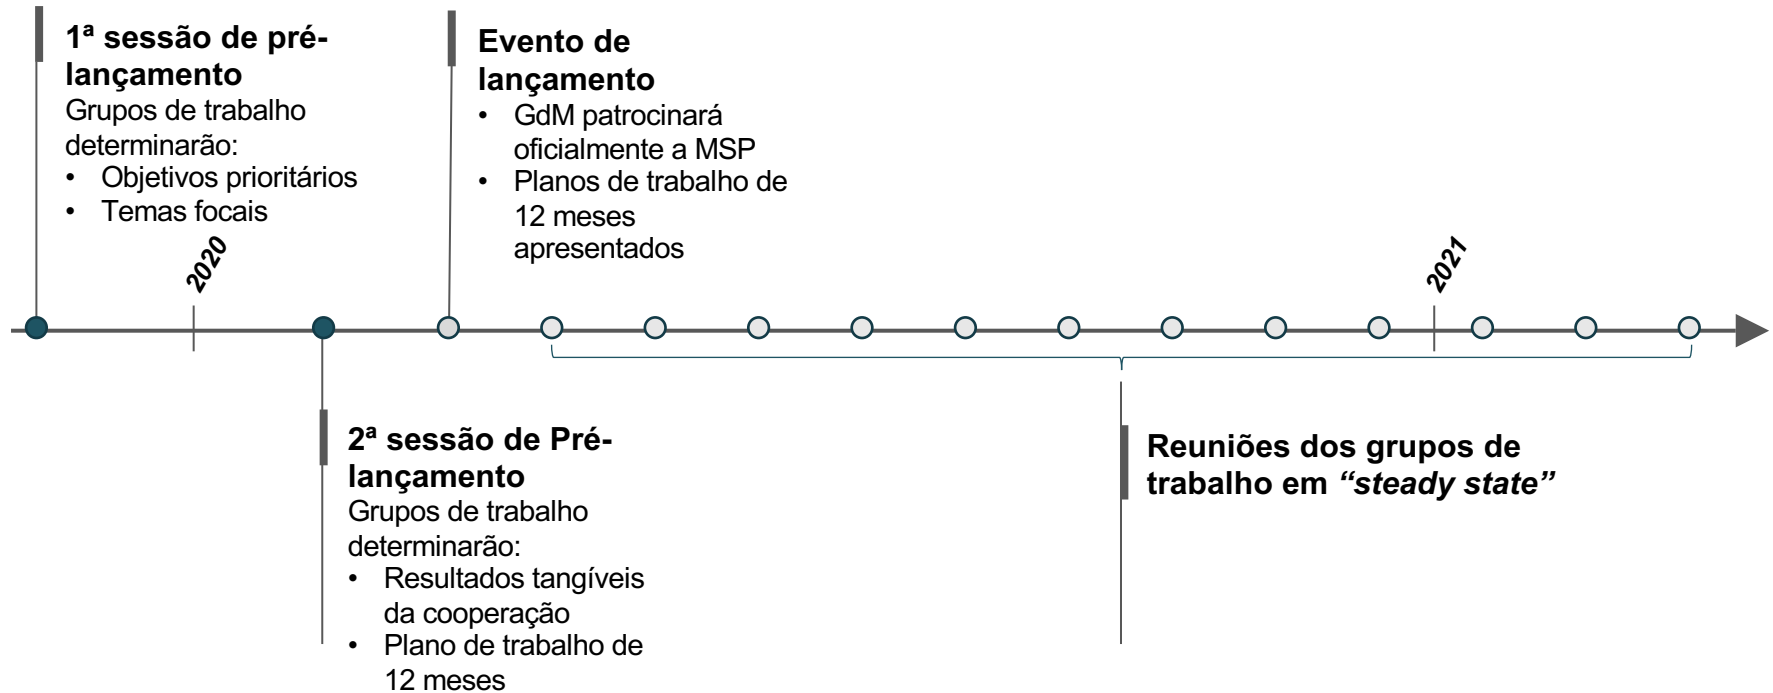 1ª sessão de pré-
lançamento
Grupos de trabalho
determinarão:
• Objetivos prioritários
• Temas focais
Evento de
lançamento
• GdM patrocinará
oficialmente a MSP
• Planos de trabalho de
12 meses
apresentados
2020
2021
2ª sessão de Pré-
lançamento
Grupos de trabalho
determinarão:
• Resultados tangíveis
da cooperação
• Plano de trabalho de
12 meses
Reuniões dos grupos de
trabalho em “steady state”